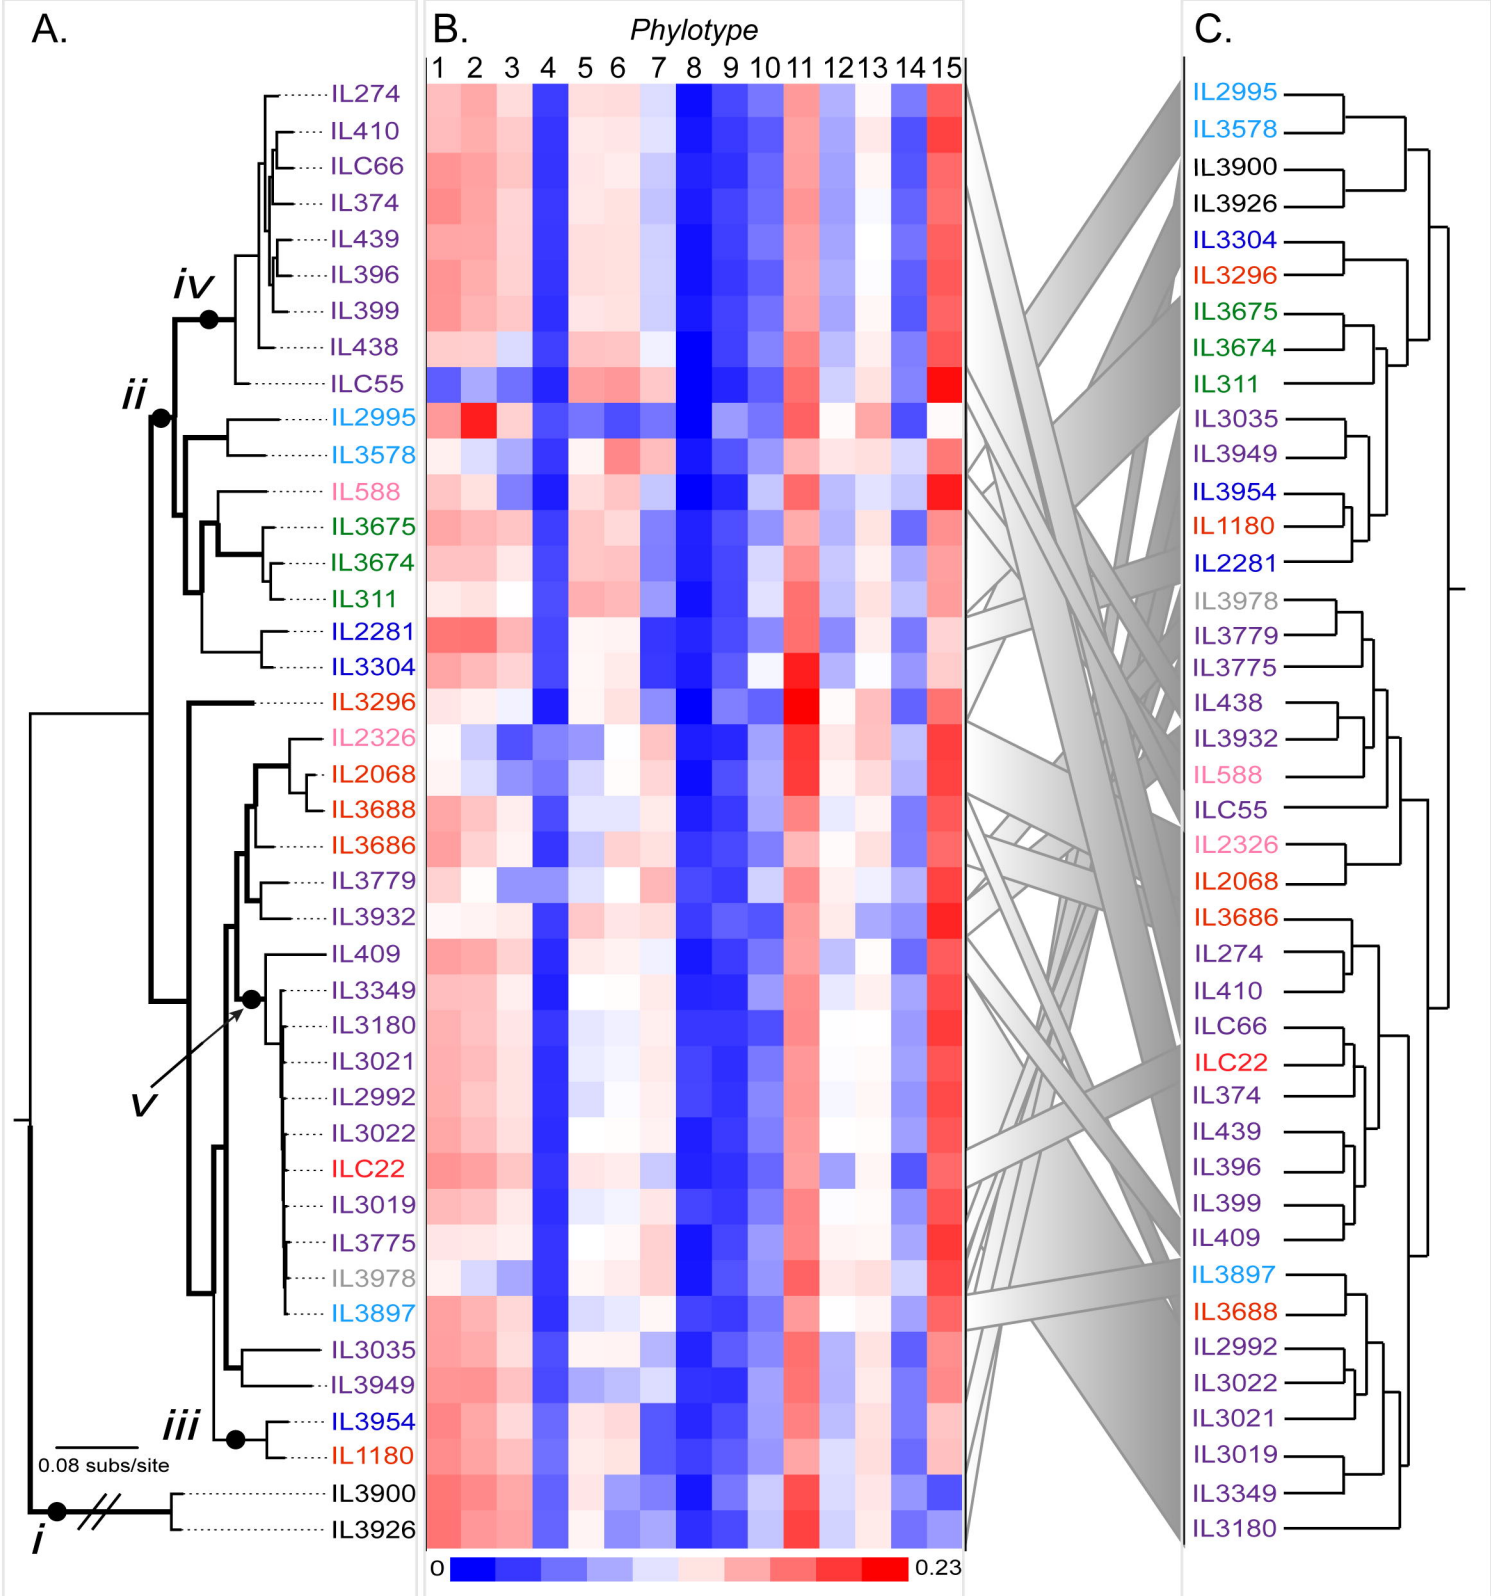 A.
B.
Phylotype
C.
1 2 3 4 5 6 7 8 9 10 11 12 13 14 15
IL274
IL410
ILC66
IL374
IL439
IL396
IL399
IL438
ILC55
IL2995
IL3578
IL588
IL3675
IL3674
IL311
IL2281
IL3304
IL3296
IL2326
IL2068
IL3688
IL3686
IL3779
IL3932
IL409
IL3349
IL3180
IL3021
IL2992
IL3022
ILC22
IL3019
IL3775
IL3978
IL3897
IL3035
IL3949
IL3954
IL1180
IL3900
IL3926
iv
ii
v
iii
0.08 subs/site
i
0
0.23
IL2995
IL3578
IL3900
IL3926
IL3304
IL3296
IL3675
IL3674
IL311
IL3035
IL3949
IL3954
IL1180
IL2281
IL3978
IL3779
IL3775
IL438
IL3932
IL588
ILC55
IL2326
IL2068
IL3686
IL274
IL410
ILC66
ILC22
IL374
IL439
IL396
IL399
IL409
IL3897
IL3688
IL2992
IL3022
IL3021
IL3019
IL3349
IL3180